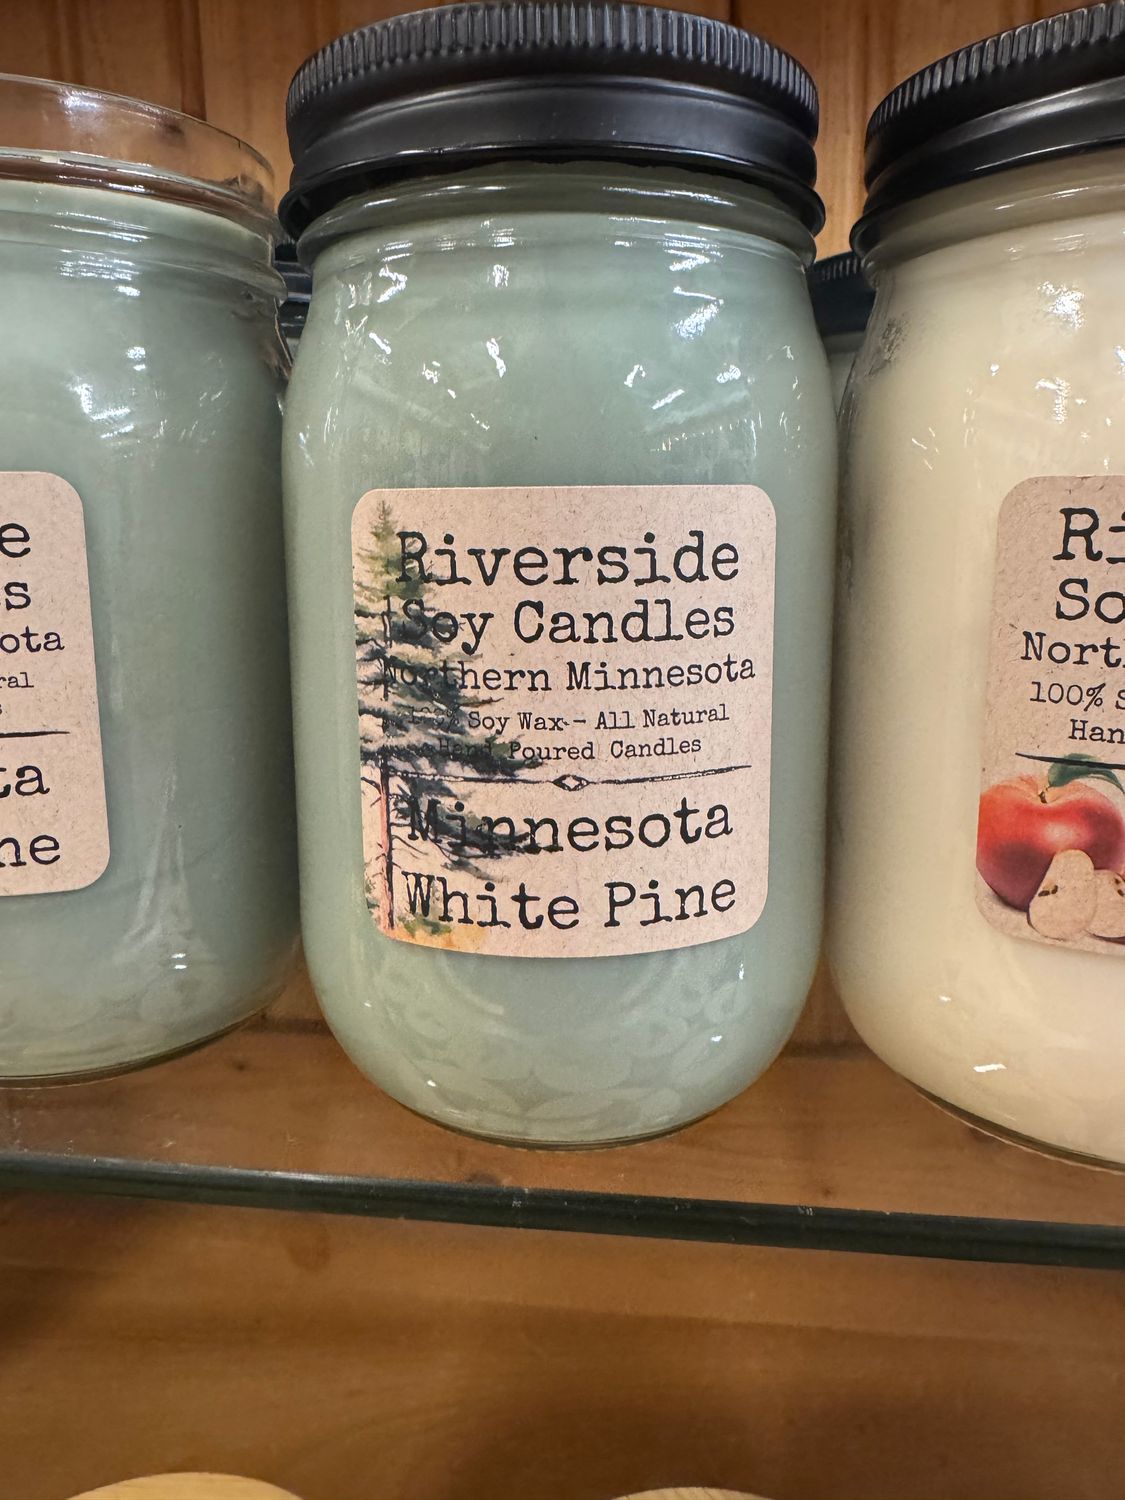 Riverside
Soy Candles
Northern Minnesota
100% Soy Wax - All Natural
Hand Poured Candles
Minnesota
White Pine
e
s
ota
ral
s
ta
ne
Ri
So
Nort
100% S
Han